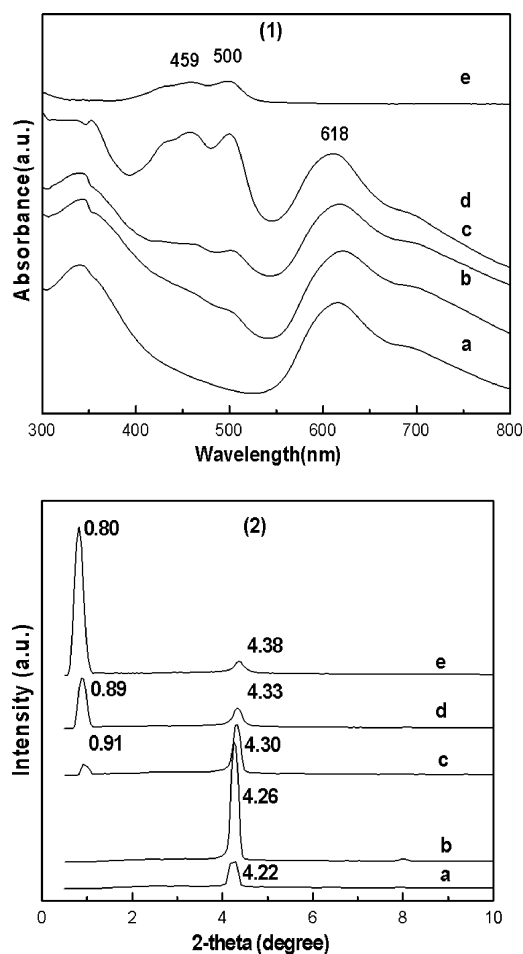 (1)
459 500
e
618
d
c
b
a
Absorbance(a.u.)
300 400 500 600 700 800
Wavelength(nm)
(2)
0.80
4.38
e
0.89
4.33
d
0.91
4.30
c
4.26
b
4.22
a
Intensity (a.u.)
0 2 4 6 8 10
2-theta (degree)